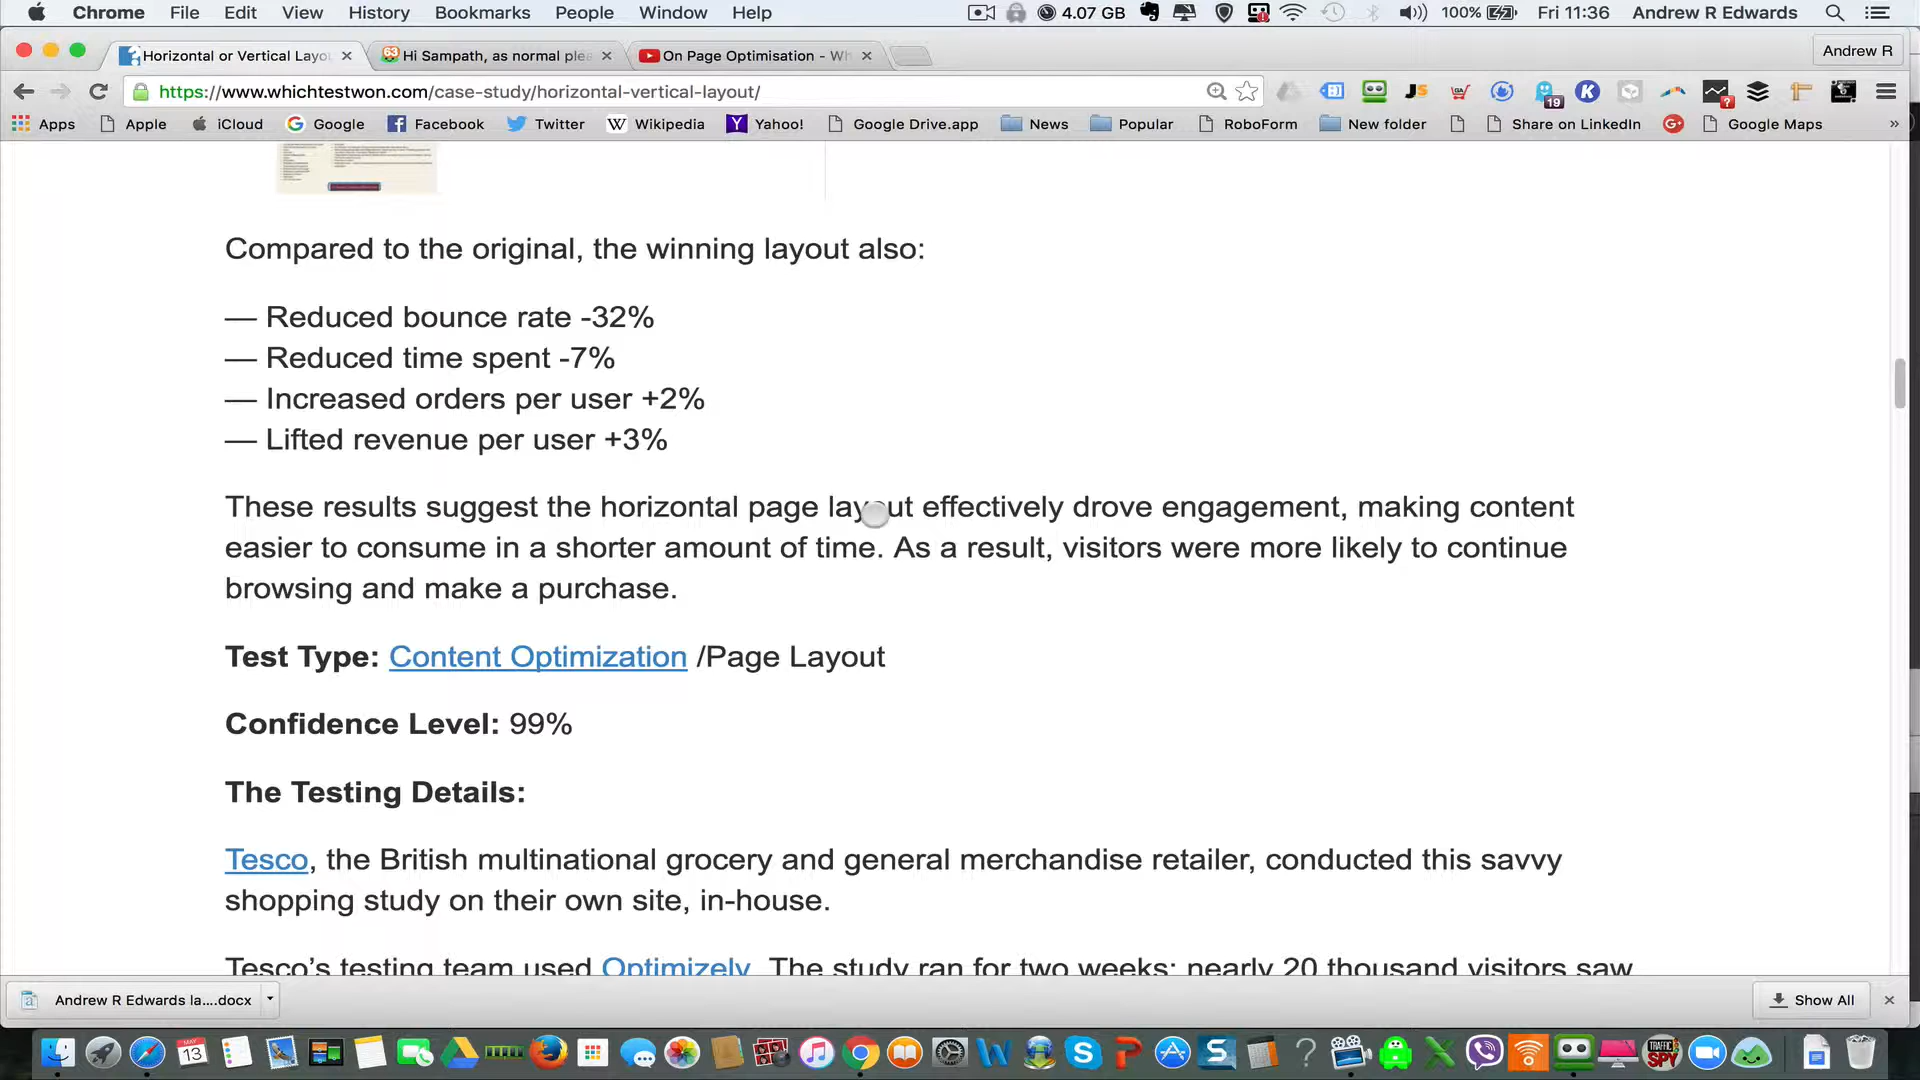 Chrome File Edit View History Bookmarks People Window Help 4.07 GB 100% Fri 11:36 Andrew R Edwards
Horizontal or Vertical Layou Hi Sampath, as normal plea On Page Optimisation - Wh Andrew R
https://www.whichtestwon.com/case-study/horizontal-vertical-layout/ 19
Apps Apple iCloud Google Facebook Twitter Wikipedia Yahoo! Google Drive.app News Popular RoboForm New folder Share on LinkedIn Google Maps »
Compared to the original, the winning layout also:
— Reduced bounce rate -32%
— Reduced time spent -7%
— Increased orders per user +2%
— Lifted revenue per user +3%
These results suggest the horizontal page layout effectively drove engagement, making content
easier to consume in a shorter amount of time. As a result, visitors were more likely to continue
browsing and make a purchase.
Test Type: Content Optimization /Page Layout
Confidence Level: 99%
The Testing Details:
Tesco, the British multinational grocery and general merchandise retailer, conducted this savvy
shopping study on their own site, in-house.
Tesco's testing team used Optimizely. The study ran for two weeks; nearly 20 thousand visitors saw
Andrew R Edwards la....docx Show All
MAY 13 TRAFFIC SPY